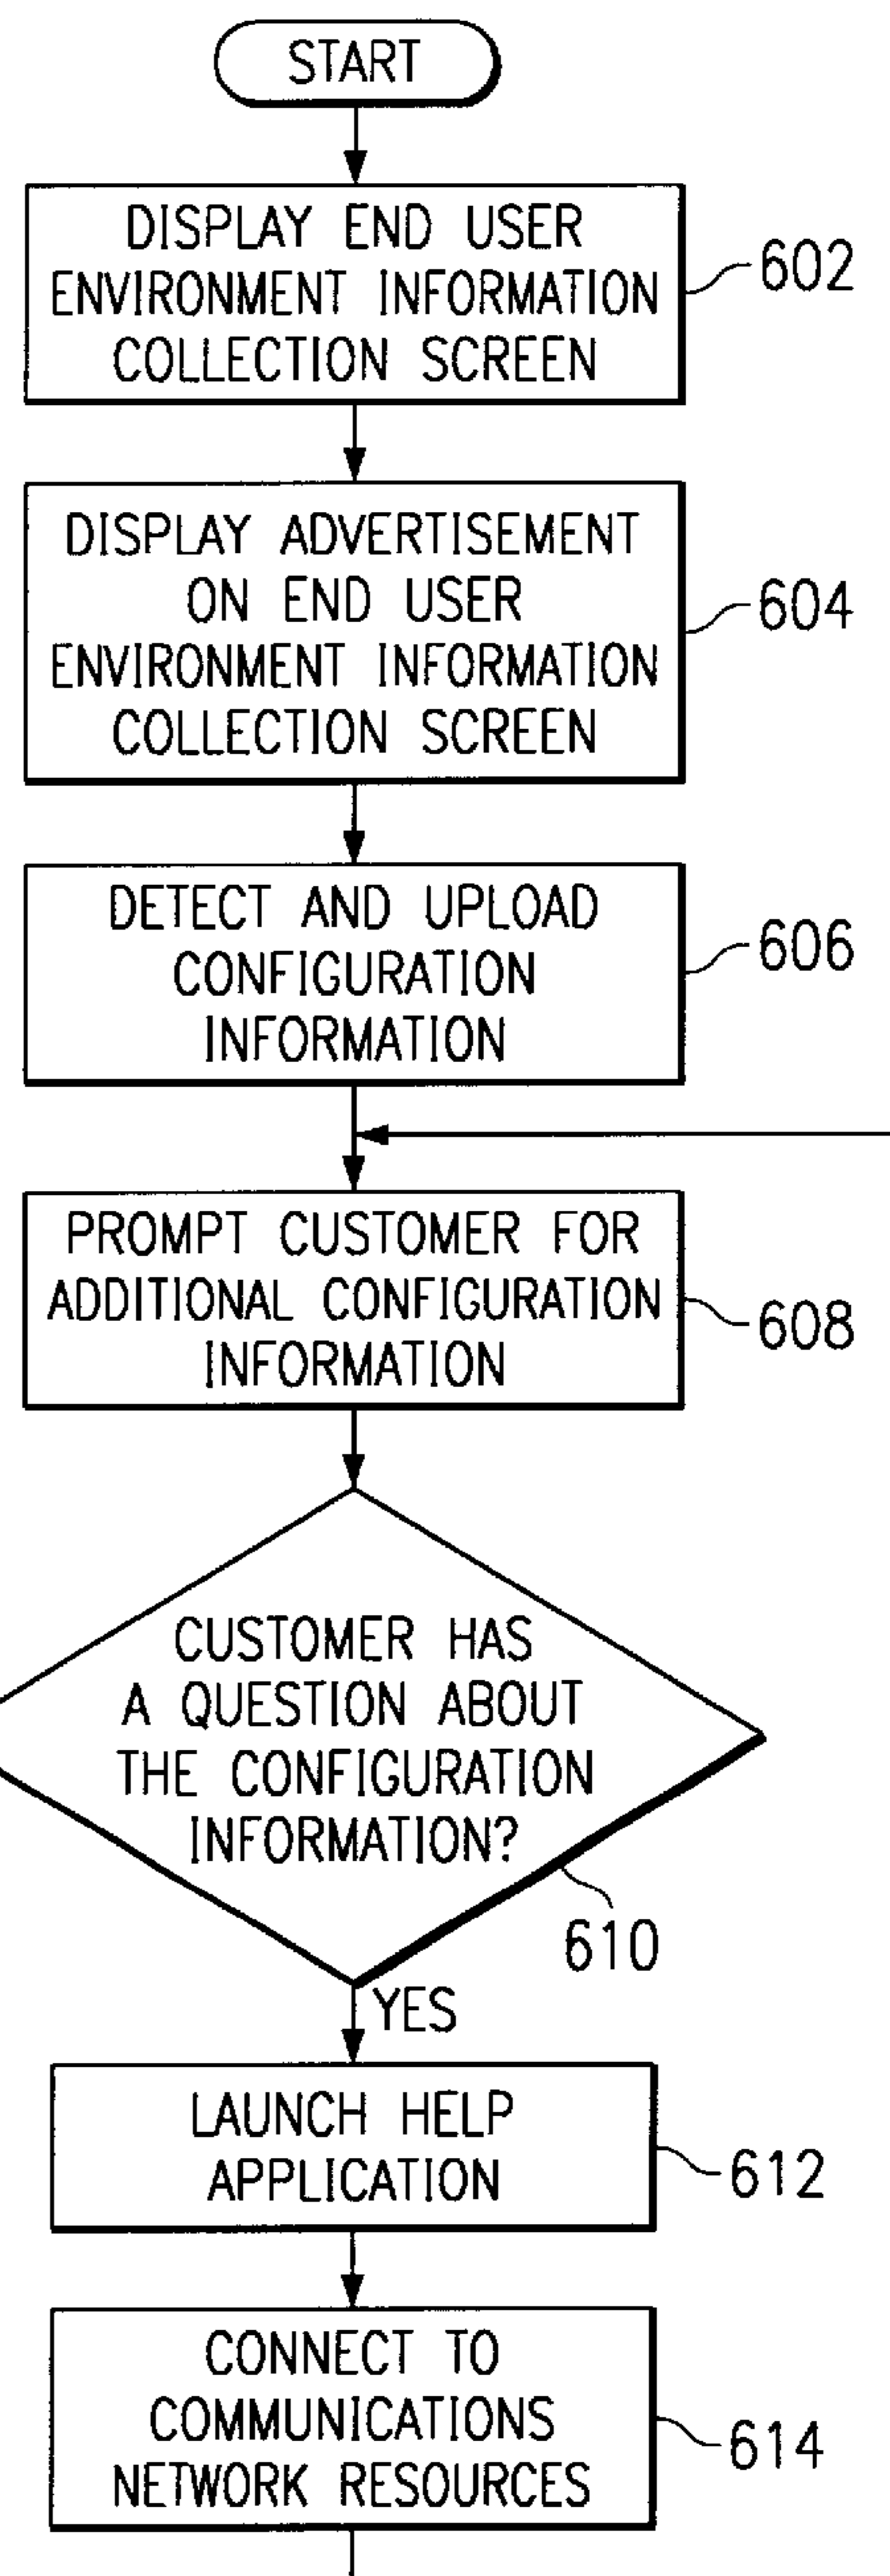 START
DISPLAY END USER
ENVIRONMENT INFORMATION
COLLECTION SCREEN
602
DISPLAY ADVERTISEMENT
ON END USER
ENVIRONMENT INFORMATION
COLLECTION SCREEN
604
DETECT AND UPLOAD
CONFIGURATION
INFORMATION
606
PROMPT CUSTOMER FOR
ADDITIONAL CONFIGURATION
INFORMATION
608
CUSTOMER HAS
A QUESTION ABOUT
THE CONFIGURATION
INFORMATION?
610
YES
LAUNCH HELP
APPLICATION
612
CONNECT TO
COMMUNICATIONS
NETWORK RESOURCES
614